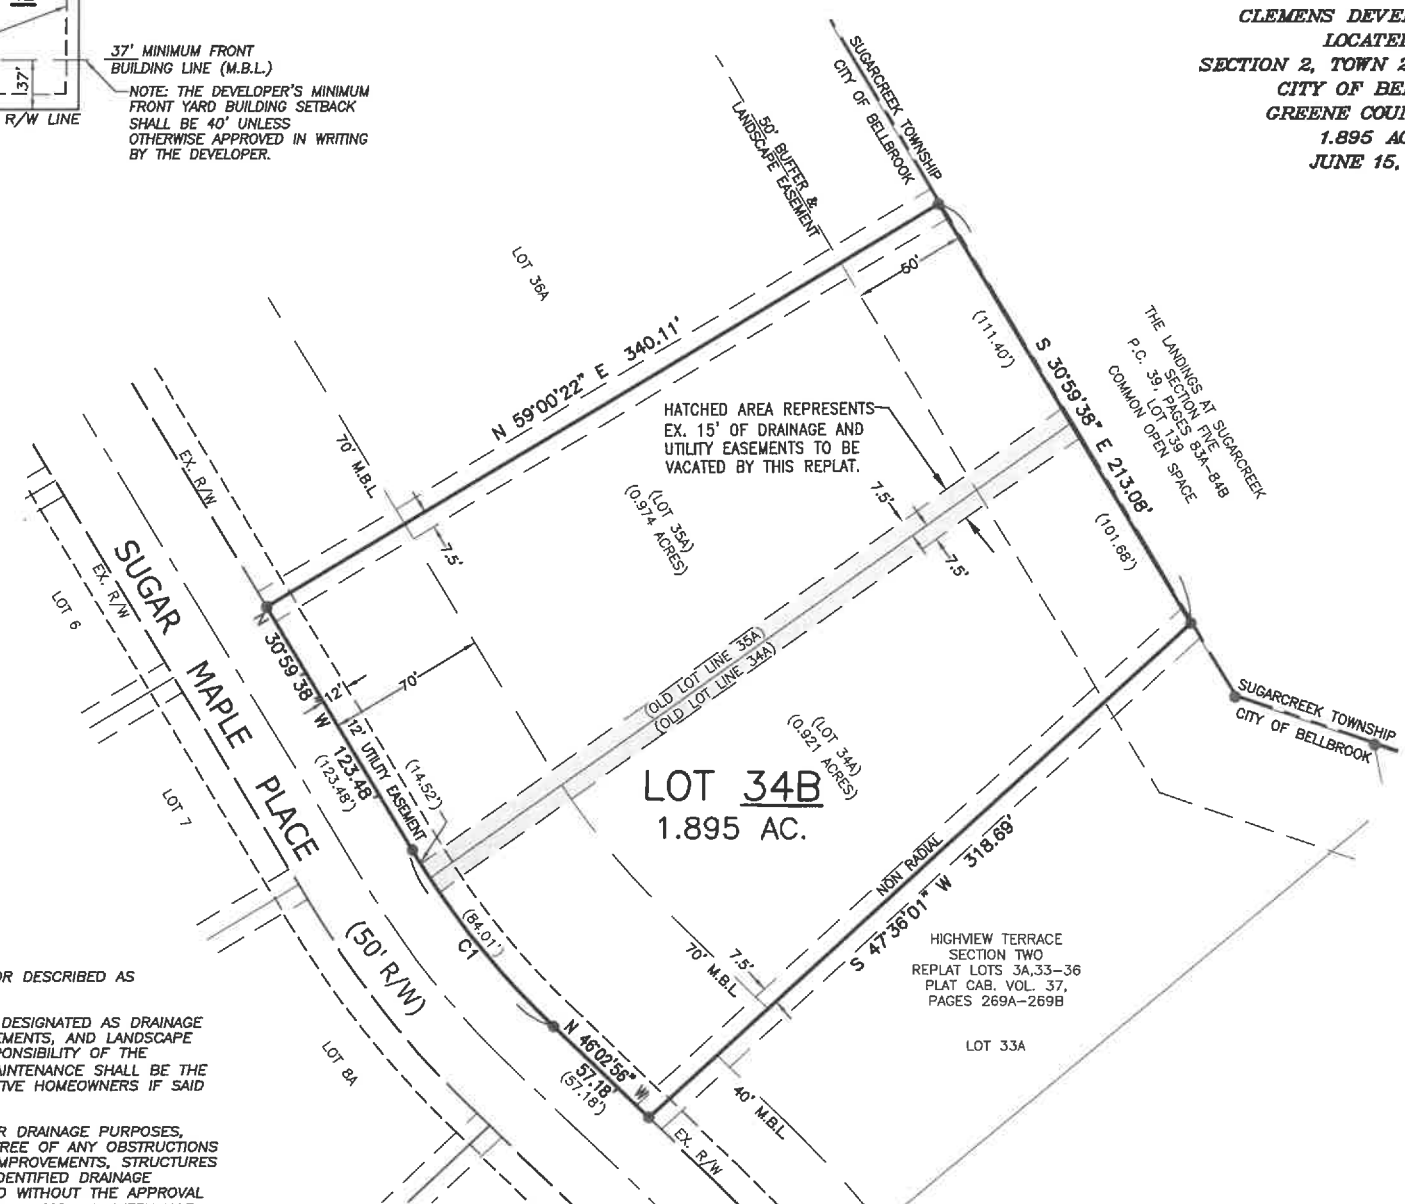 37' MINIMUM FRONT
BUILDING LINE (M.B.L.)
NOTE: THE DEVELOPER'S MINIMUM
FRONT YARD BUILDING SETBACK
SHALL BE 40' UNLESS
OTHERWISE APPROVED IN WRITING
BY THE DEVELOPER.
37'
R/W LINE
CLEMENS DEVE
LOCATE
SECTION 2, TOWN 2
CITY OF BE
GREENE COU
1.895 AC
JUNE 15,
SUGARCREEK TOWNSHIP
CITY OF BELLBROOK
50' BUFFER &
LANDSCAPE EASEMENT
LOT 36A
50'
(111.40')
S 30°59'38" E 213.08'
(101.68')
THE LANDINGS AT SUGARCREEK
SECTION FIVE
P.C. 39, PAGES 83A-84B
LOT 139
COMMON OPEN SPACE
N 59°00'22" E 340.11'
HATCHED AREA REPRESENTS
EX. 15' OF DRAINAGE AND
UTILITY EASEMENTS TO BE
VACATED BY THIS REPLAT.
70' M.B.L
7.5'
(LOT 35A)
(0.974 ACRES)
7.5'
7.5'
EX. R/W
SUGAR MAPLE PLACE
(50' R/W)
EX. R/W
LOT 6
LOT 7
LOT 8A
N 30°59'38" W 123.48'
(123.48')
12'
70'
12' UTILITY EASEMENT
(14.52')
(OLD LOT LINE 35A)
(OLD LOT LINE 34A)
(LOT 34A)
(0.921 ACRES)
LOT 34B
1.895 AC.
SUGARCREEK TOWNSHIP
CITY OF BELLBROOK
NON RADIAL
S 47°36'01" W 318.69'
(84.01')
C1
N 46°02'56" W
57.18'
(57.18')
7.5'
70' M.B.L
40' M.B.L
EX. R/W
HIGHVIEW TERRACE
SECTION TWO
REPLAT LOTS 3A,33-36
PLAT CAB. VOL. 37,
PAGES 269A-269B
LOT 33A
OR DESCRIBED AS
DESIGNATED AS DRAINAGE
EMENTS, AND LANDSCAPE
PONSIBILITY OF THE
AINTENANCE SHALL BE THE
TIVE HOMEOWNERS IF SAID
R DRAINAGE PURPOSES,
REE OF ANY OBSTRUCTIONS
MPROVEMENTS, STRUCTURES
DENTIFIED DRAINAGE
D WITHOUT THE APPROVAL